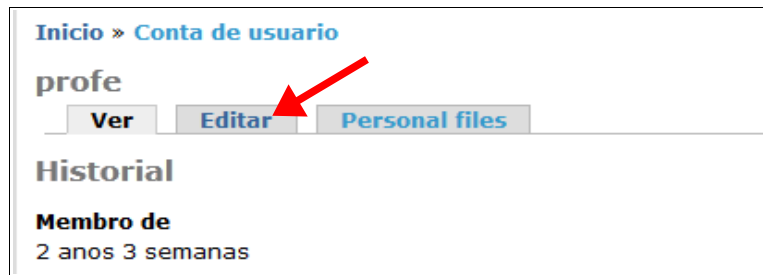 Inicio » Conta de usuario
profe
Ver Editar Personal files
Historial
Membro de
2 anos 3 semanas